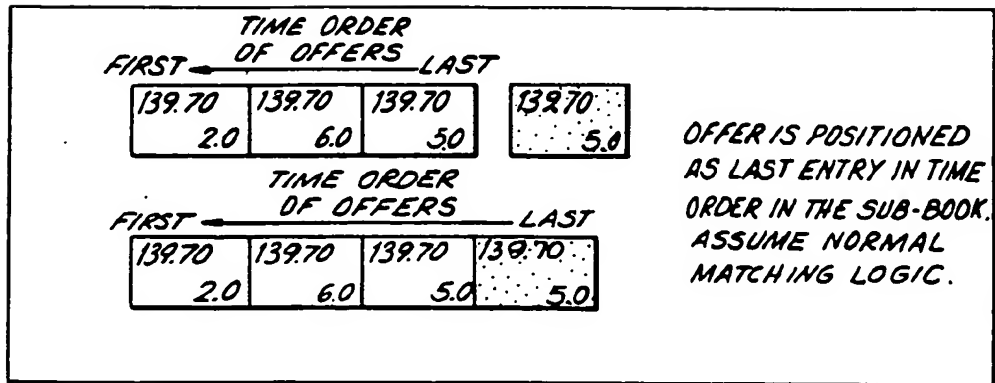 TIME ORDER
OF OFFERS
FIRST LAST
139.70 139.70 139.70 139.70
2.0 6.0 5.0 5.0
OFFER IS POSITIONED
AS LAST ENTRY IN TIME
ORDER IN THE SUB-BOOK.
ASSUME NORMAL
MATCHING LOGIC.
TIME ORDER
OF OFFERS
FIRST LAST
139.70 139.70 139.70 139.70
2.0 6.0 5.0 5.0